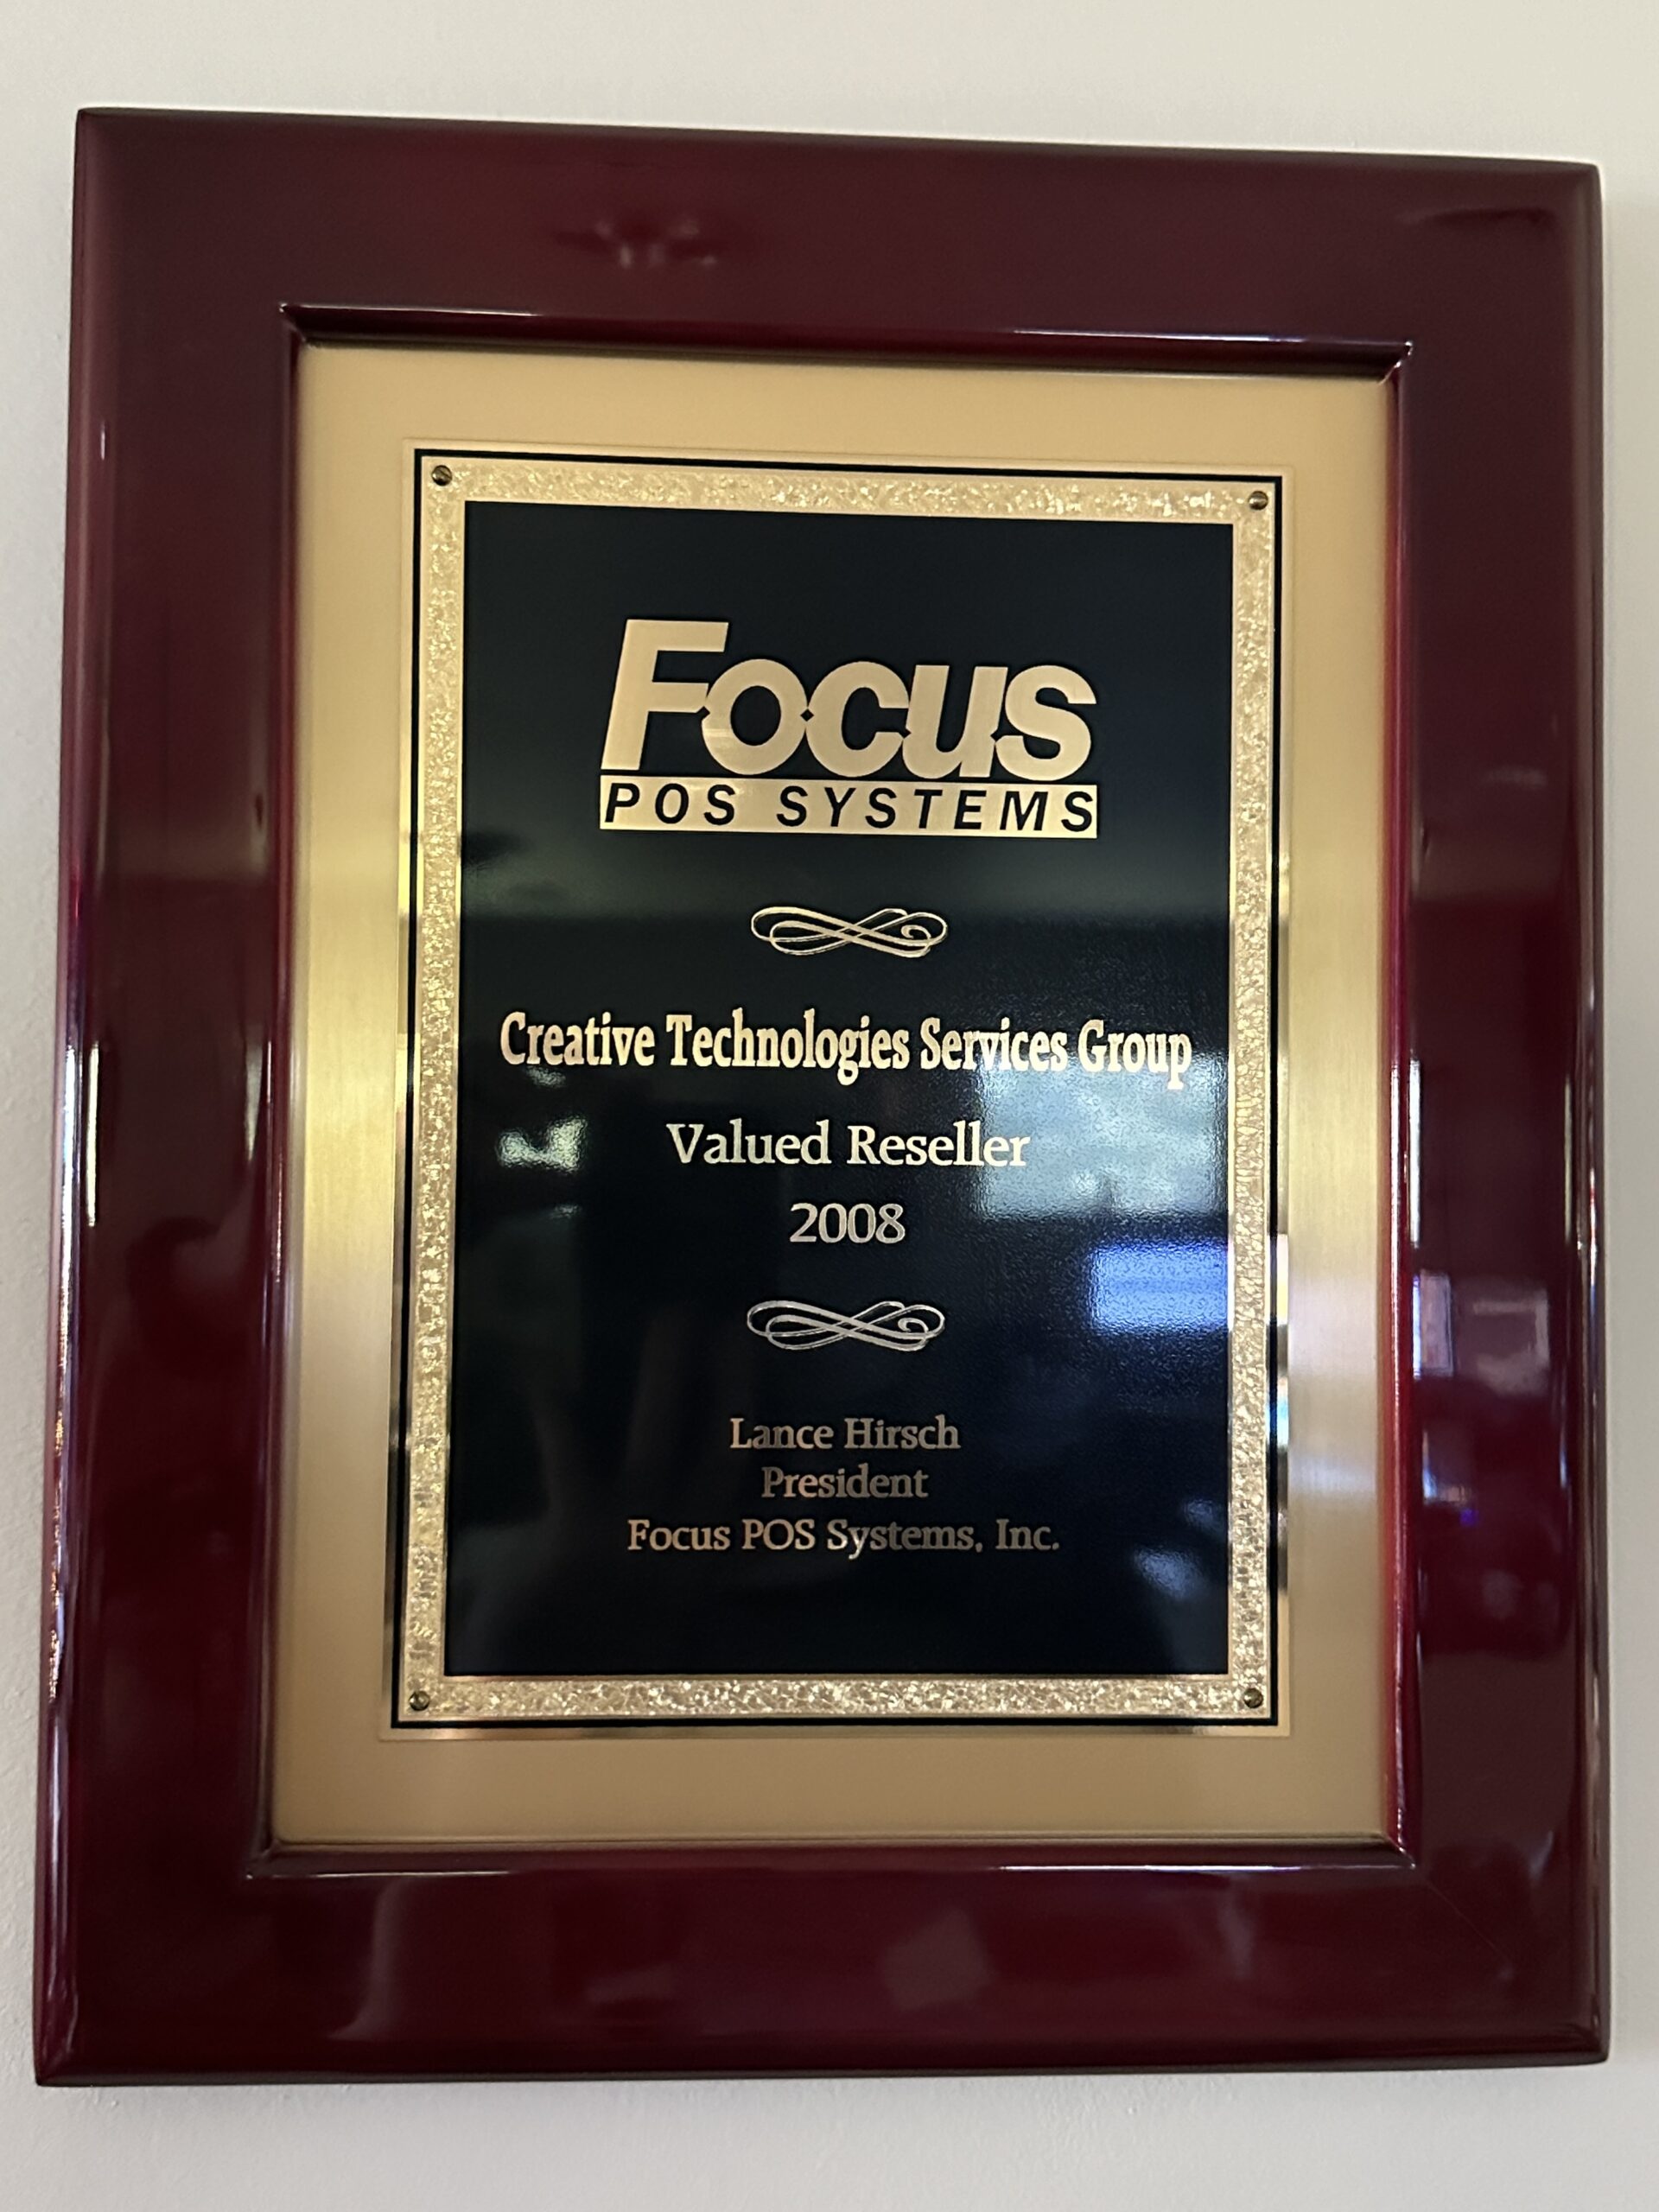 Focus
POS SYSTEMS
Creative Technologies Services Group
Valued Reseller
2008
Lance Hirsch
President
Focus POS Systems, Inc.